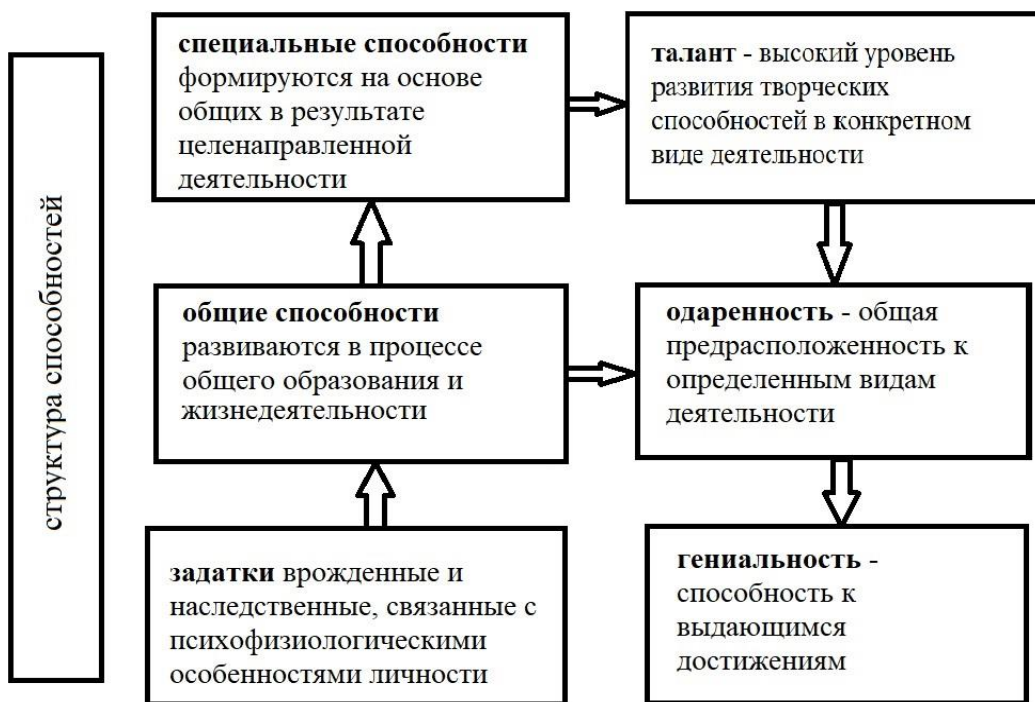 структура способностей
специальные способности
формируются на основе
общих в результате
целенаправленной
деятельности
талант - высокий уровень
развития творческих
способностей в конкретном
виде деятельности
общие способности
развиваются в процессе
общего образования и
жизнедеятельности
одаренность - общая
предрасположенность к
определенным видам
деятельности
задатки врожденные и
наследственные, связанные с
психофизиологическими
особенностями личности
гениальность -
способность к
выдающимся
достижениям